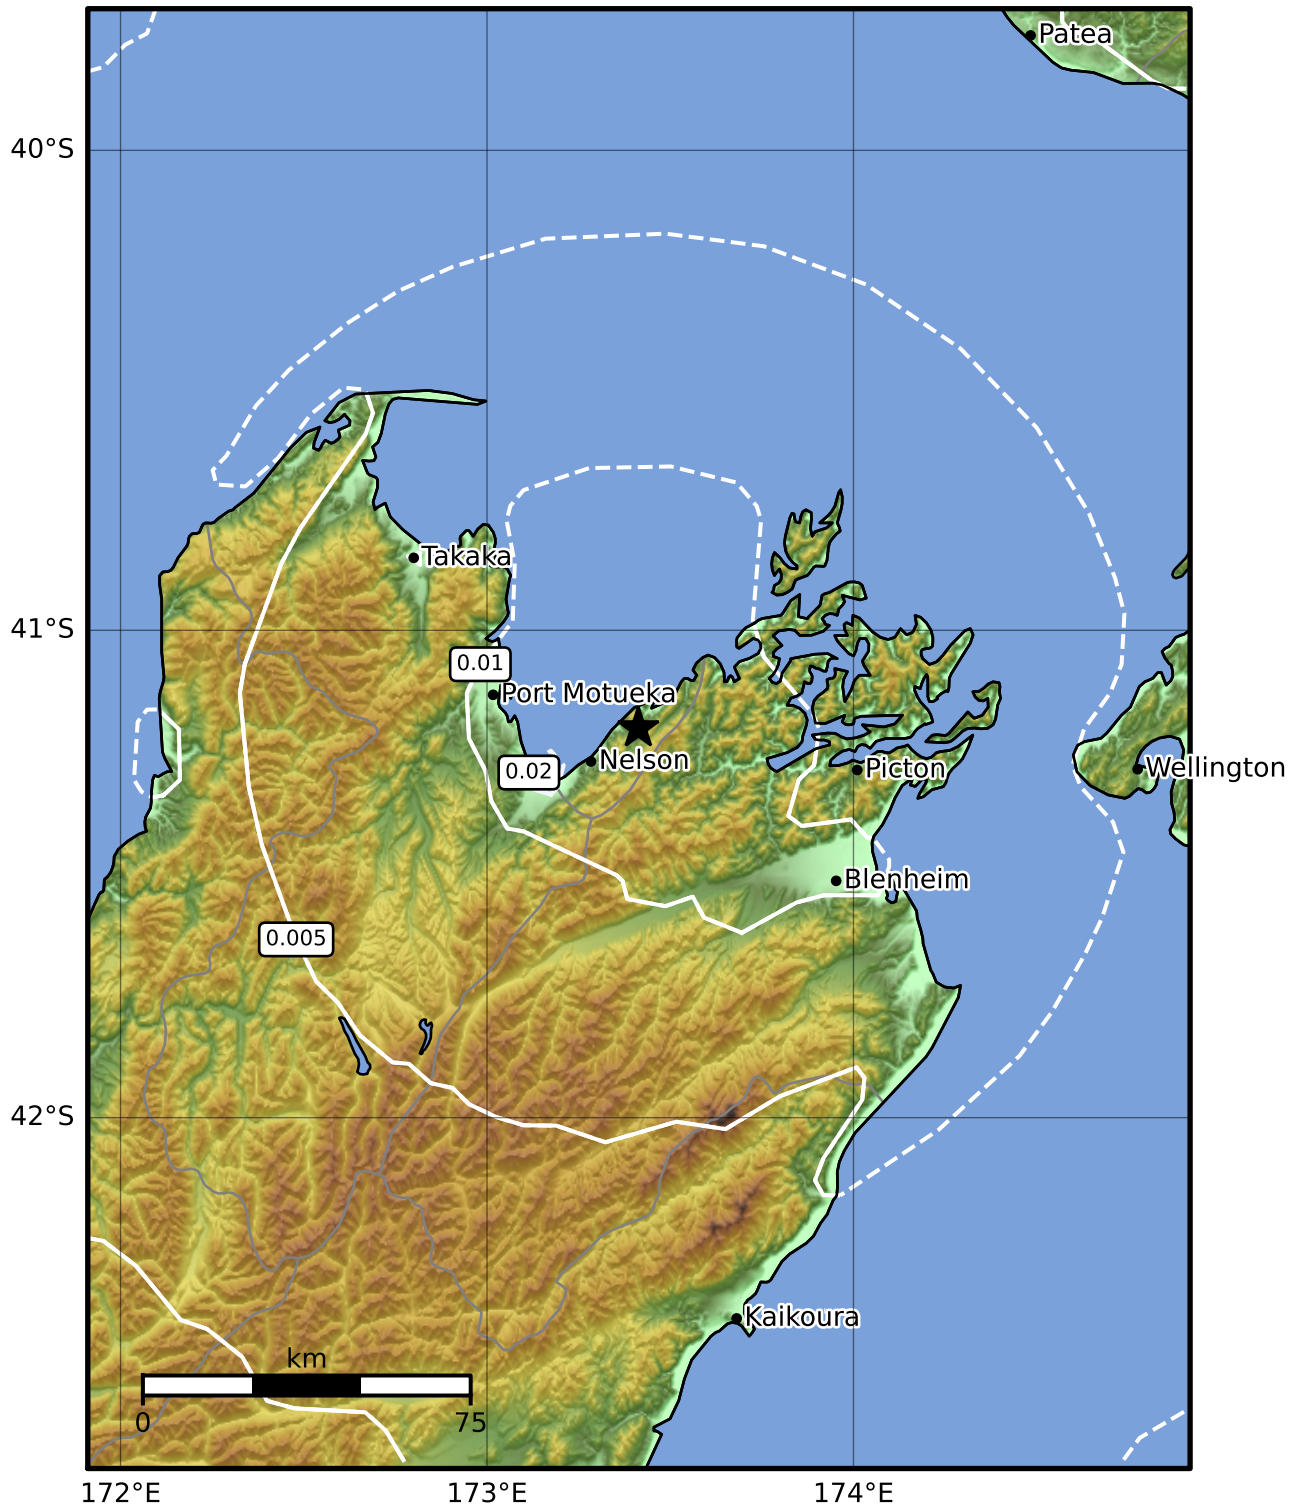 Patea
40°S
Takaka
41°S
0.01
Port Motueka
0.02
Nelson
Picton
Wellington
Blenheim
0.005
42°S
Kaikoura
km
0
75
172°E
173°E
174°E